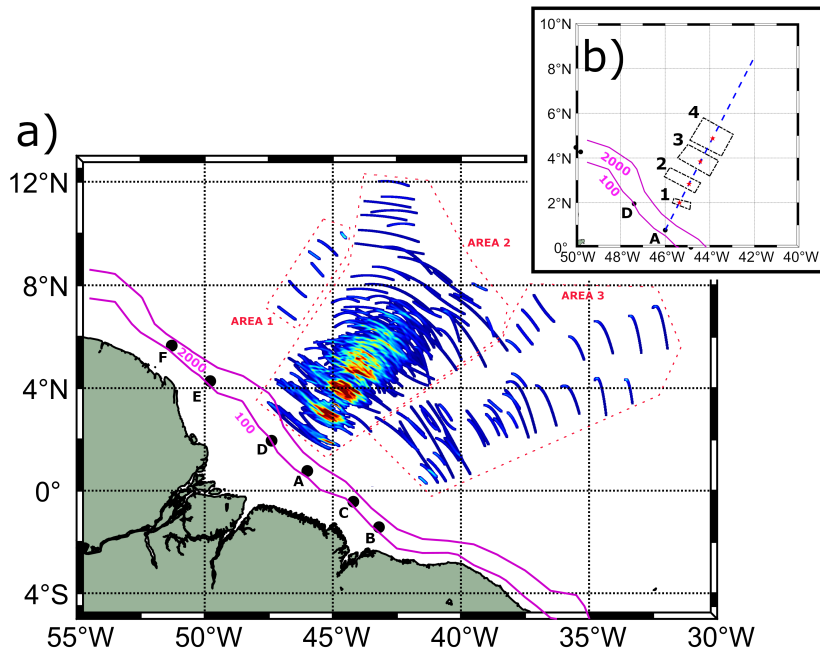 b)
10°N
8°N
6°N
4°N
2°N
0°
50°W
48°W
46°W
44°W
42°W
40°W
4
3
2
1
2000
100
D
A
a)
12°N
8°N
4°N
0°
4°S
55°W
50°W
45°W
40°W
35°W
30°W
AREA 1
AREA 2
AREA 3
2000
100
F
E
D
A
C
B